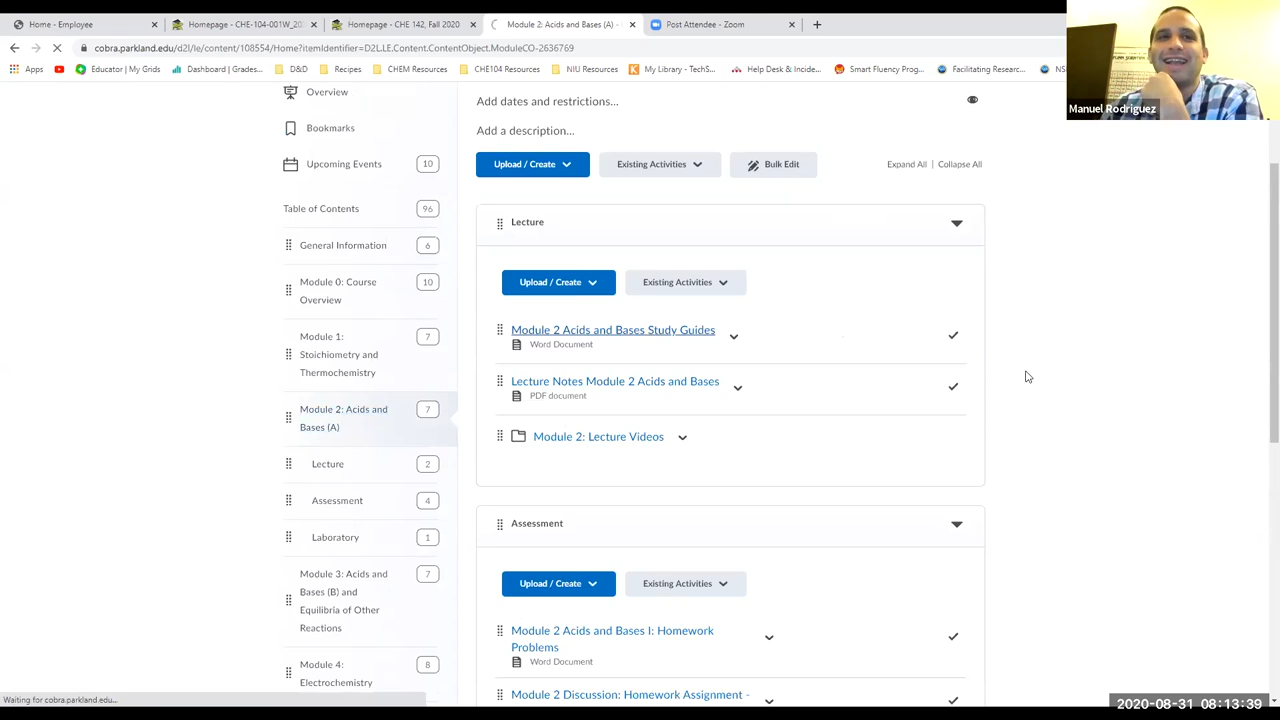 Home - Employee
Homepage - CHE-104-001W_20
Homepage - CHE 142, Fall 2020
Module 2: Acids and Bases (A) -
Post Attendee - Zoom
cobra.parkland.edu/d2l/le/content/108554/Home?itemIdentifier=D2L.LE.Content.ContentObject.ModuleCO-2636769
Apps
Educator | My Grids
Dashboard | Grades...
D&D
Recipes
CHE104 Resources
My Library | TechS...
Help Desk & Incide...
SafeFluency Prog...
Facilitating Researc...
NS
Manuel Rodriguez
Overview
Bookmarks
Upcoming Events 10
Table of Contents 96
General Information 6
Module 0: Course 10
Overview
Module 1: 7
Stoichiometry and
Thermochemistry
Module 2: Acids and 7
Bases (A)
Lecture 2
Assessment 4
Laboratory 1
Module 3: Acids and 7
Bases (B) and
Equilibria of Other
Reactions
Module 4: 8
Electrochemistry
Add dates and restrictions...
Add a description...
Upload / Create
Existing Activities
Bulk Edit
Expand All | Collapse All
Lecture
Upload / Create
Existing Activities
Module 2 Acids and Bases Study Guides
Word Document
Lecture Notes Module 2 Acids and Bases
PDF document
Module 2: Lecture Videos
Assessment
Upload / Create
Existing Activities
Module 2 Acids and Bases I: Homework
Problems
Word Document
Module 2 Discussion: Homework Assignment -
Waiting for cobra.parkland.edu...
2020-08-31 08:13:39